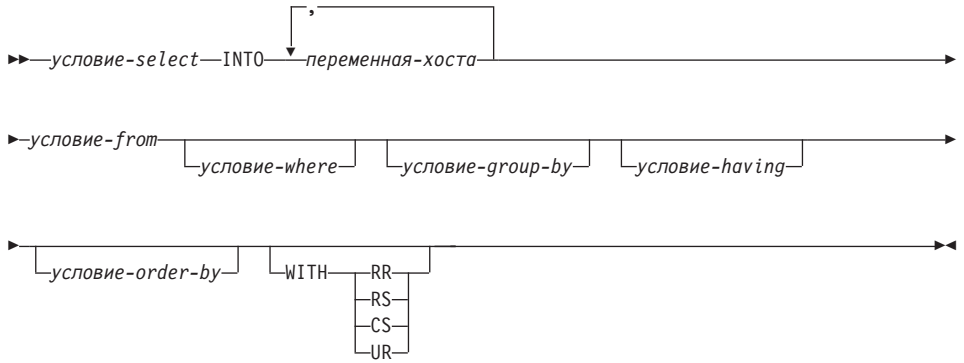 ,
условие-select INTO переменная-хоста
условие-from
условие-where условие-group-by условие-having
условие-order-by WITH RR
RS
CS
UR